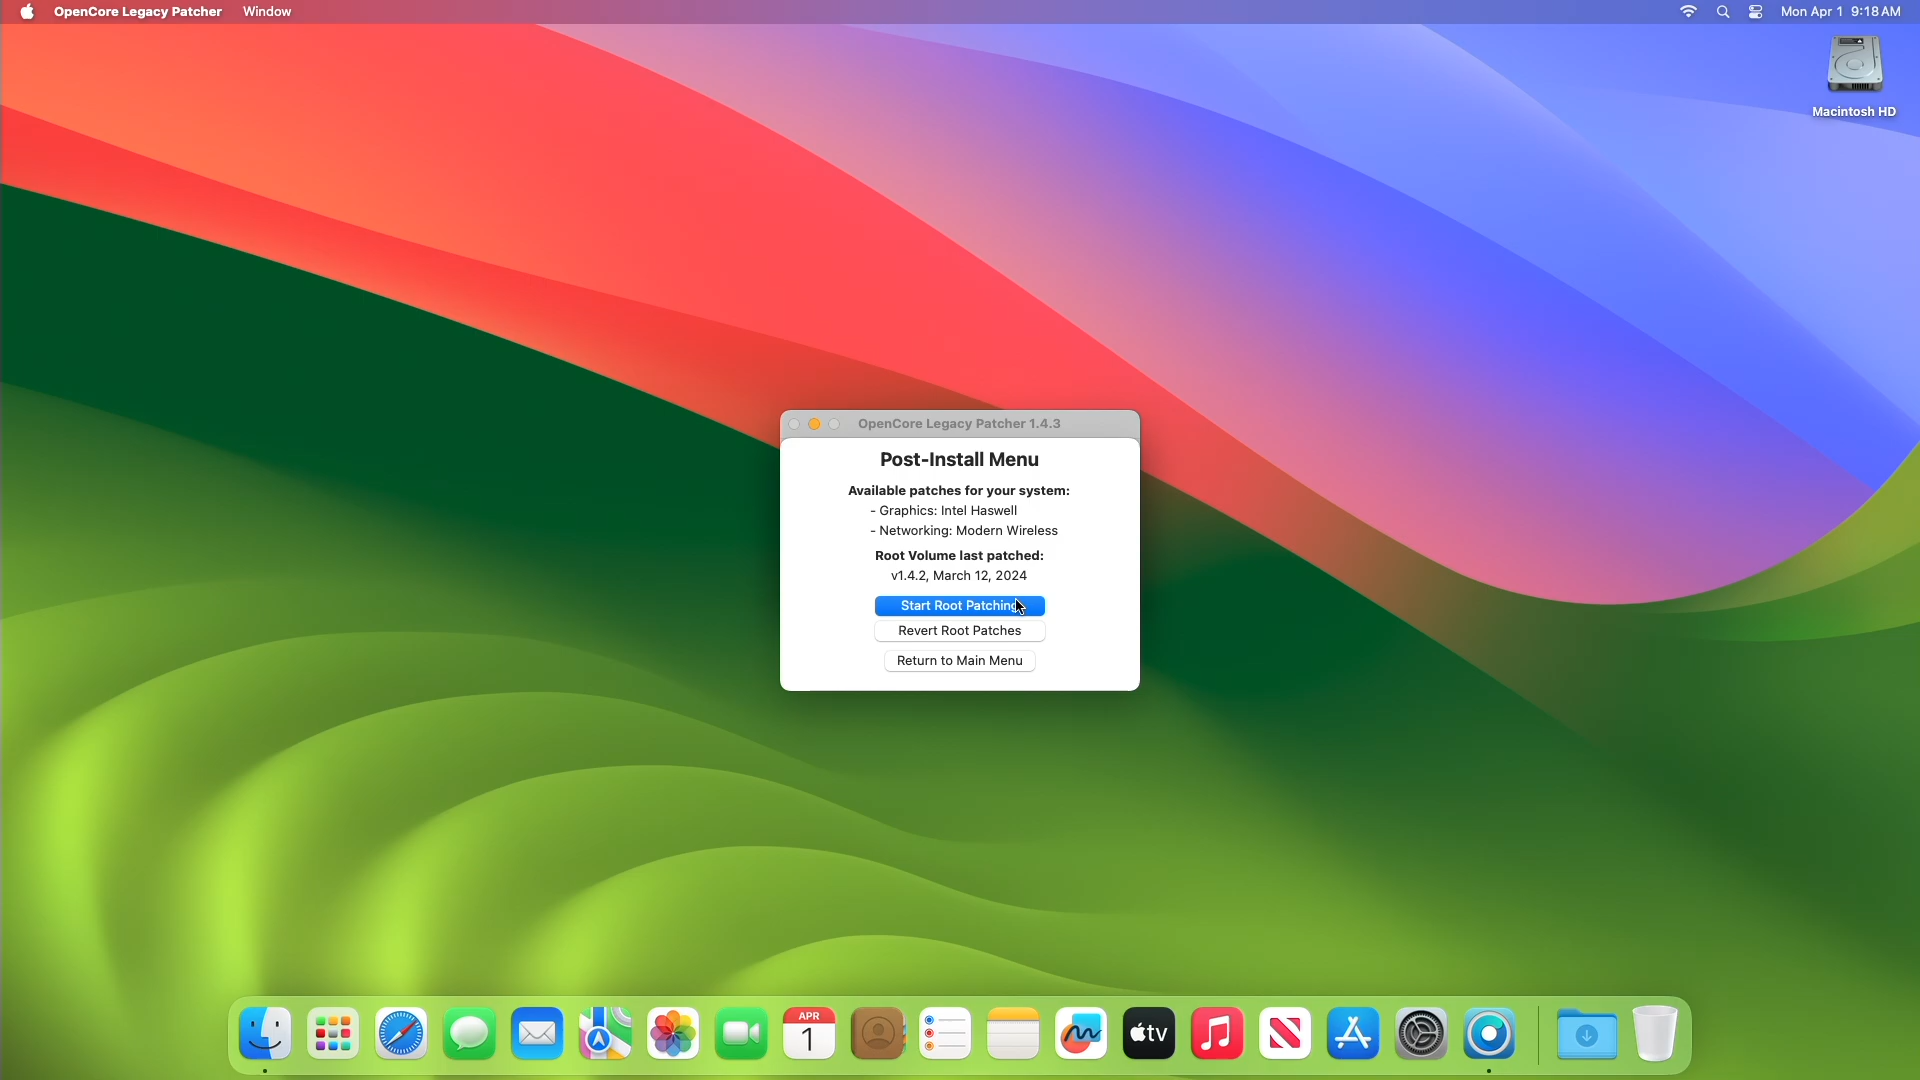 OpenCore Legacy Patcher Window Mon Apr 1 9:18 AM
Macintosh HD
OpenCore Legacy Patcher 1.4.3
Post-Install Menu
Available patches for your system:
- Graphics: Intel Haswell
- Networking: Modern Wireless
Root Volume last patched:
v1.4.2, March 12, 2024
Start Root Patching
Revert Root Patches
Return to Main Menu
APR
1
tv